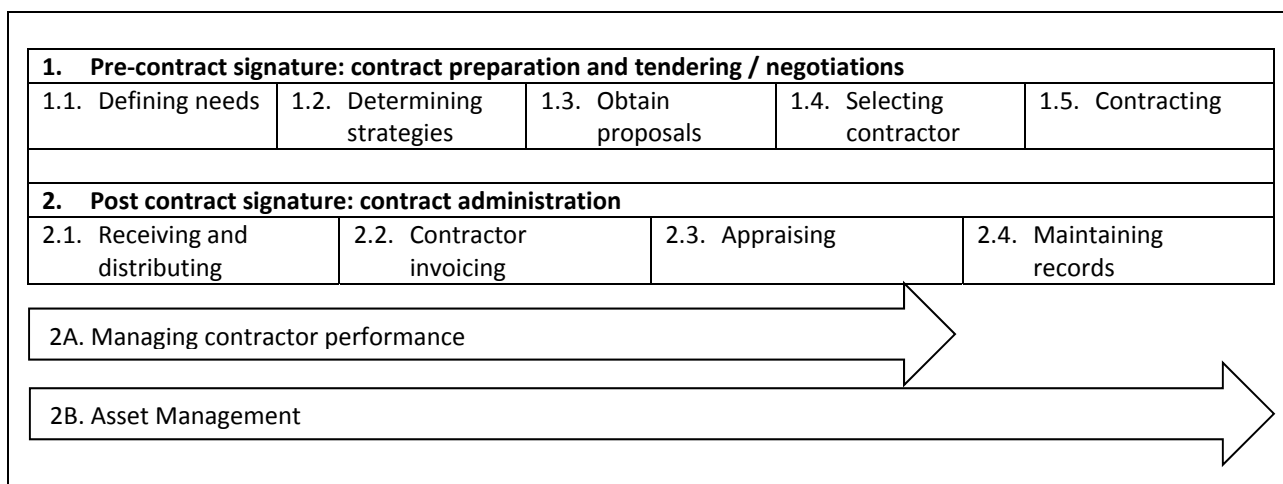 1. Pre-contract signature: contract preparation and tendering / negotiations
1.1. Defining needs
1.2. Determining
strategies
1.3. Obtain
proposals
1.4. Selecting
contractor
1.5. Contracting
2. Post contract signature: contract administration
2.1. Receiving and
distributing
2.2. Contractor
invoicing
2.3. Appraising
2.4. Maintaining
records
2A. Managing contractor performance
2B. Asset Management